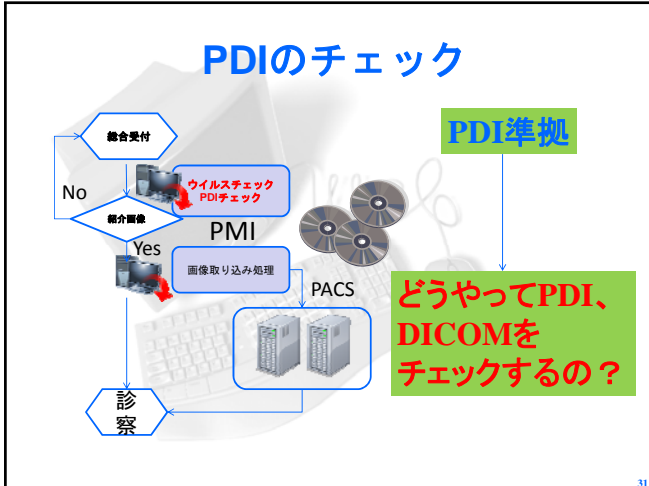 PDIのチェック
総合受付
ウイルスチェック
PDIチェック
No
紹介画像
PMI
Yes
画像取り込み処理
PACS
診
察
PDI準拠
どうやってPDI、
DICOMを
チェックするの？
31